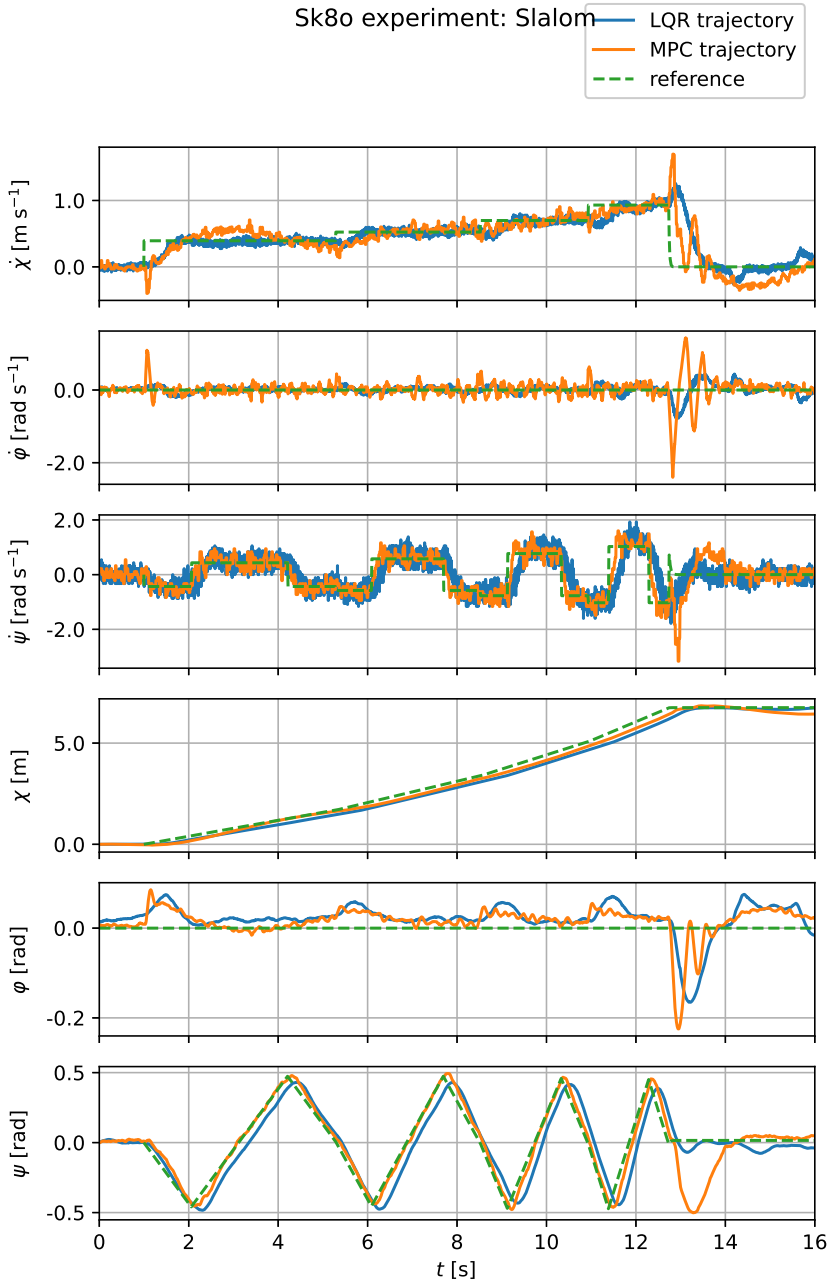 Sk8o experiment: Slalom
LQR trajectory
MPC trajectory
reference
1.0
0.0
χ̇ [m s⁻¹]
0.0
-2.0
φ̇ [rad s⁻¹]
2.0
0.0
-2.0
ψ̇ [rad s⁻¹]
5.0
0.0
χ [m]
0.0
-0.2
φ [rad]
0.5
0.0
-0.5
ψ [rad]
0 2 4 6 8 10 12 14 16
t [s]